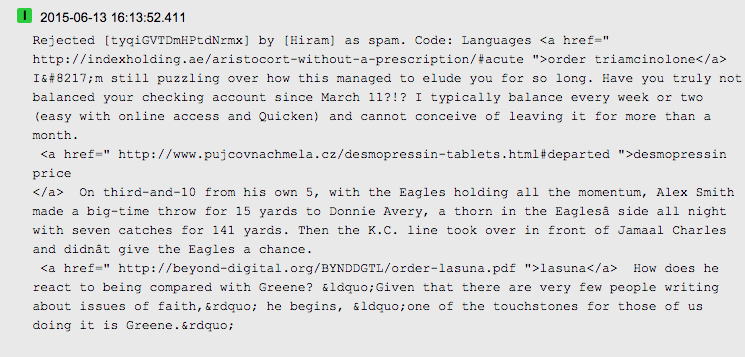 I 2015-06-13 16:13:52.411
Rejected [tyqiGVTDmHPtdNrmx] by [Hiram] as spam. Code: Languages <a href="
http://indexholding.ae/aristocort-without-a-prescription/#acute ">order triamcinolone</a>
I&#8217;m still puzzling over how this managed to elude you for so long. Have you truly not
balanced your checking account since March 11?!? I typically balance every week or two
(easy with online access and Quicken) and cannot conceive of leaving it for more than a
month.
<a href=" http://www.pujcovnachmela.cz/desmopressin-tablets.html#departed ">desmopressin
price
</a>  On third-and-10 from his own 5, with the Eagles holding all the momentum, Alex Smith
made a big-time throw for 15 yards to Donnie Avery, a thorn in the Eaglesâ side all night
with seven catches for 141 yards. Then the K.C. line took over in front of Jamaal Charles
and didnât give the Eagles a chance.
<a href=" http://beyond-digital.org/BYNDDGTL/order-lasuna.pdf ">lasuna</a>  How does he
react to being compared with Greene? &ldquo;Given that there are very few people writing
about issues of faith,&rdquo; he begins, &ldquo;one of the touchstones for those of us
doing it is Greene.&rdquo;